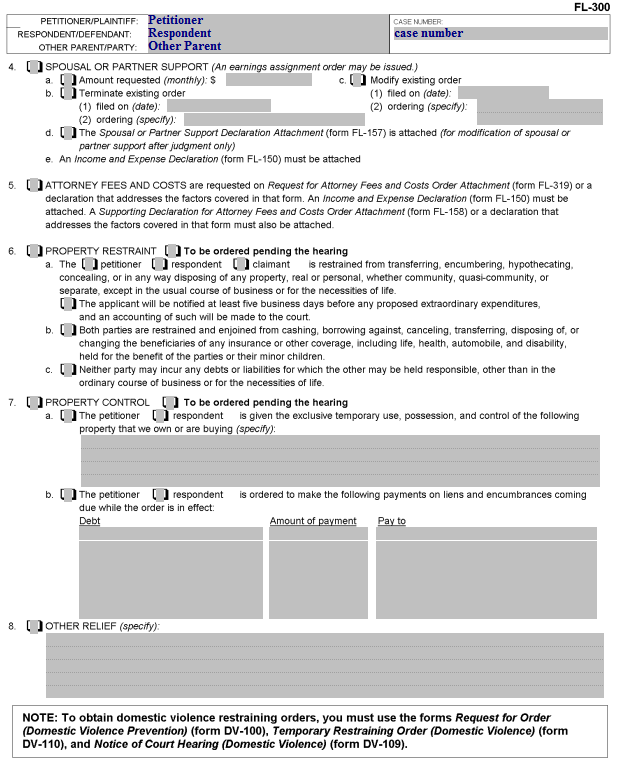 FL-300
PETITIONER/PLAINTIFF: Petitioner
RESPONDENT/DEFENDANT: Respondent
OTHER PARENT/PARTY: Other Parent
CASE NUMBER:
case number
4. SPOUSAL OR PARTNER SUPPORT (An earnings assignment order may be issued.)
a. Amount requested (monthly): $
c. Modify existing order
b. Terminate existing order
(1) filed on (date):
(1) filed on (date):
(2) ordering (specify):
(2) ordering (specify):
d. The Spousal or Partner Support Declaration Attachment (form FL-157) is attached (for modification of spousal or
partner support after judgment only)
e. An Income and Expense Declaration (form FL-150) must be attached
5. ATTORNEY FEES AND COSTS are requested on Request for Attorney Fees and Costs Order Attachment (form FL-319) or a
declaration that addresses the factors covered in that form. An Income and Expense Declaration (form FL-150) must be
attached. A Supporting Declaration for Attorney Fees and Costs Order Attachment (form FL-158) or a declaration that
addresses the factors covered in that form must also be attached.
6. PROPERTY RESTRAINT To be ordered pending the hearing
a. The petitioner respondent claimant is restrained from transferring, encumbering, hypothecating,
concealing, or in any way disposing of any property, real or personal, whether community, quasi-community, or
separate, except in the usual course of business or for the necessities of life.
The applicant will be notified at least five business days before any proposed extraordinary expenditures,
and an accounting of such will be made to the court.
b. Both parties are restrained and enjoined from cashing, borrowing against, canceling, transferring, disposing of, or
changing the beneficiaries of any insurance or other coverage, including life, health, automobile, and disability,
held for the benefit of the parties or their minor children.
c. Neither party may incur any debts or liabilities for which the other may be held responsible, other than in the
ordinary course of business or for the necessities of life.
7. PROPERTY CONTROL To be ordered pending the hearing
a. The petitioner respondent is given the exclusive temporary use, possession, and control of the following
property that we own or are buying (specify):
b. The petitioner respondent is ordered to make the following payments on liens and encumbrances coming
due while the order is in effect:
Debt Amount of payment Pay to
8. OTHER RELIEF (specify):
NOTE: To obtain domestic violence restraining orders, you must use the forms Request for Order
(Domestic Violence Prevention) (form DV-100), Temporary Restraining Order (Domestic Violence) (form
DV-110), and Notice of Court Hearing (Domestic Violence) (form DV-109).